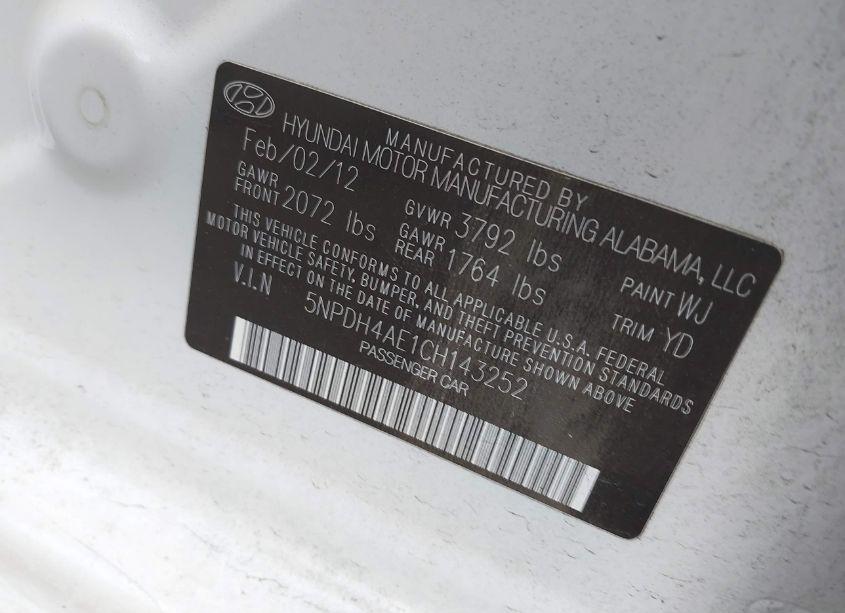 MANUFACTURED BY
HYUNDAI MOTOR MANUFACTURING ALABAMA, LLC
Feb/02/12 GVWR 3792 lbs PAINT WJ
GAWR FRONT 2072 lbs GAWR REAR 1764 lbs TRIM YD
THIS VEHICLE CONFORMS TO ALL APPLICABLE U.S.A. FEDERAL
MOTOR VEHICLE SAFETY, BUMPER, AND THEFT PREVENTION STANDARDS
IN EFFECT ON THE DATE OF MANUFACTURE SHOWN ABOVE
V.I.N 5NPDH4AE1CH143252
PASSENGER CAR